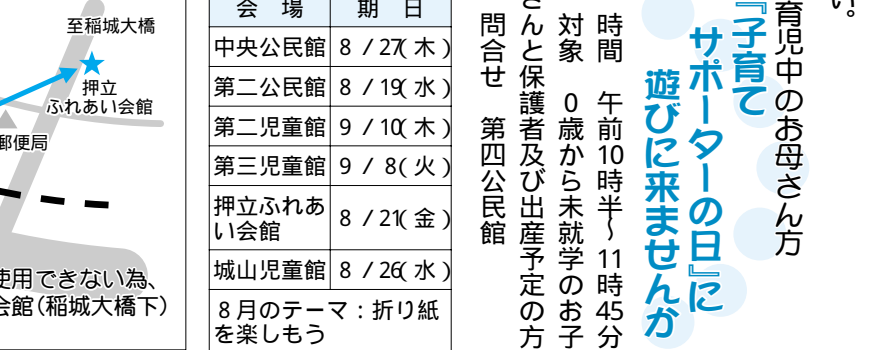 い。
育児中のお母さん方
『子育て
サポーターの日』に
遊びに来ませんか
時間 午前10時半～11時45分
対象 0歳から未就学のお子
さんと保護者及び出産予定の方
問合せ 第四公民館
会場 期日
中央公民館 8/27(木)
第二公民館 8/19(水)
第二児童館 9/10(木)
第三児童館 9/8(火)
押立ふれあ
い会館 8/21(金)
城山児童館 8/26(水)
8月のテーマ：折り紙
を楽しもう
至稲城大橋
押立
ふれあい会館
郵便局
使用できない為、
会館(稲城大橋下)